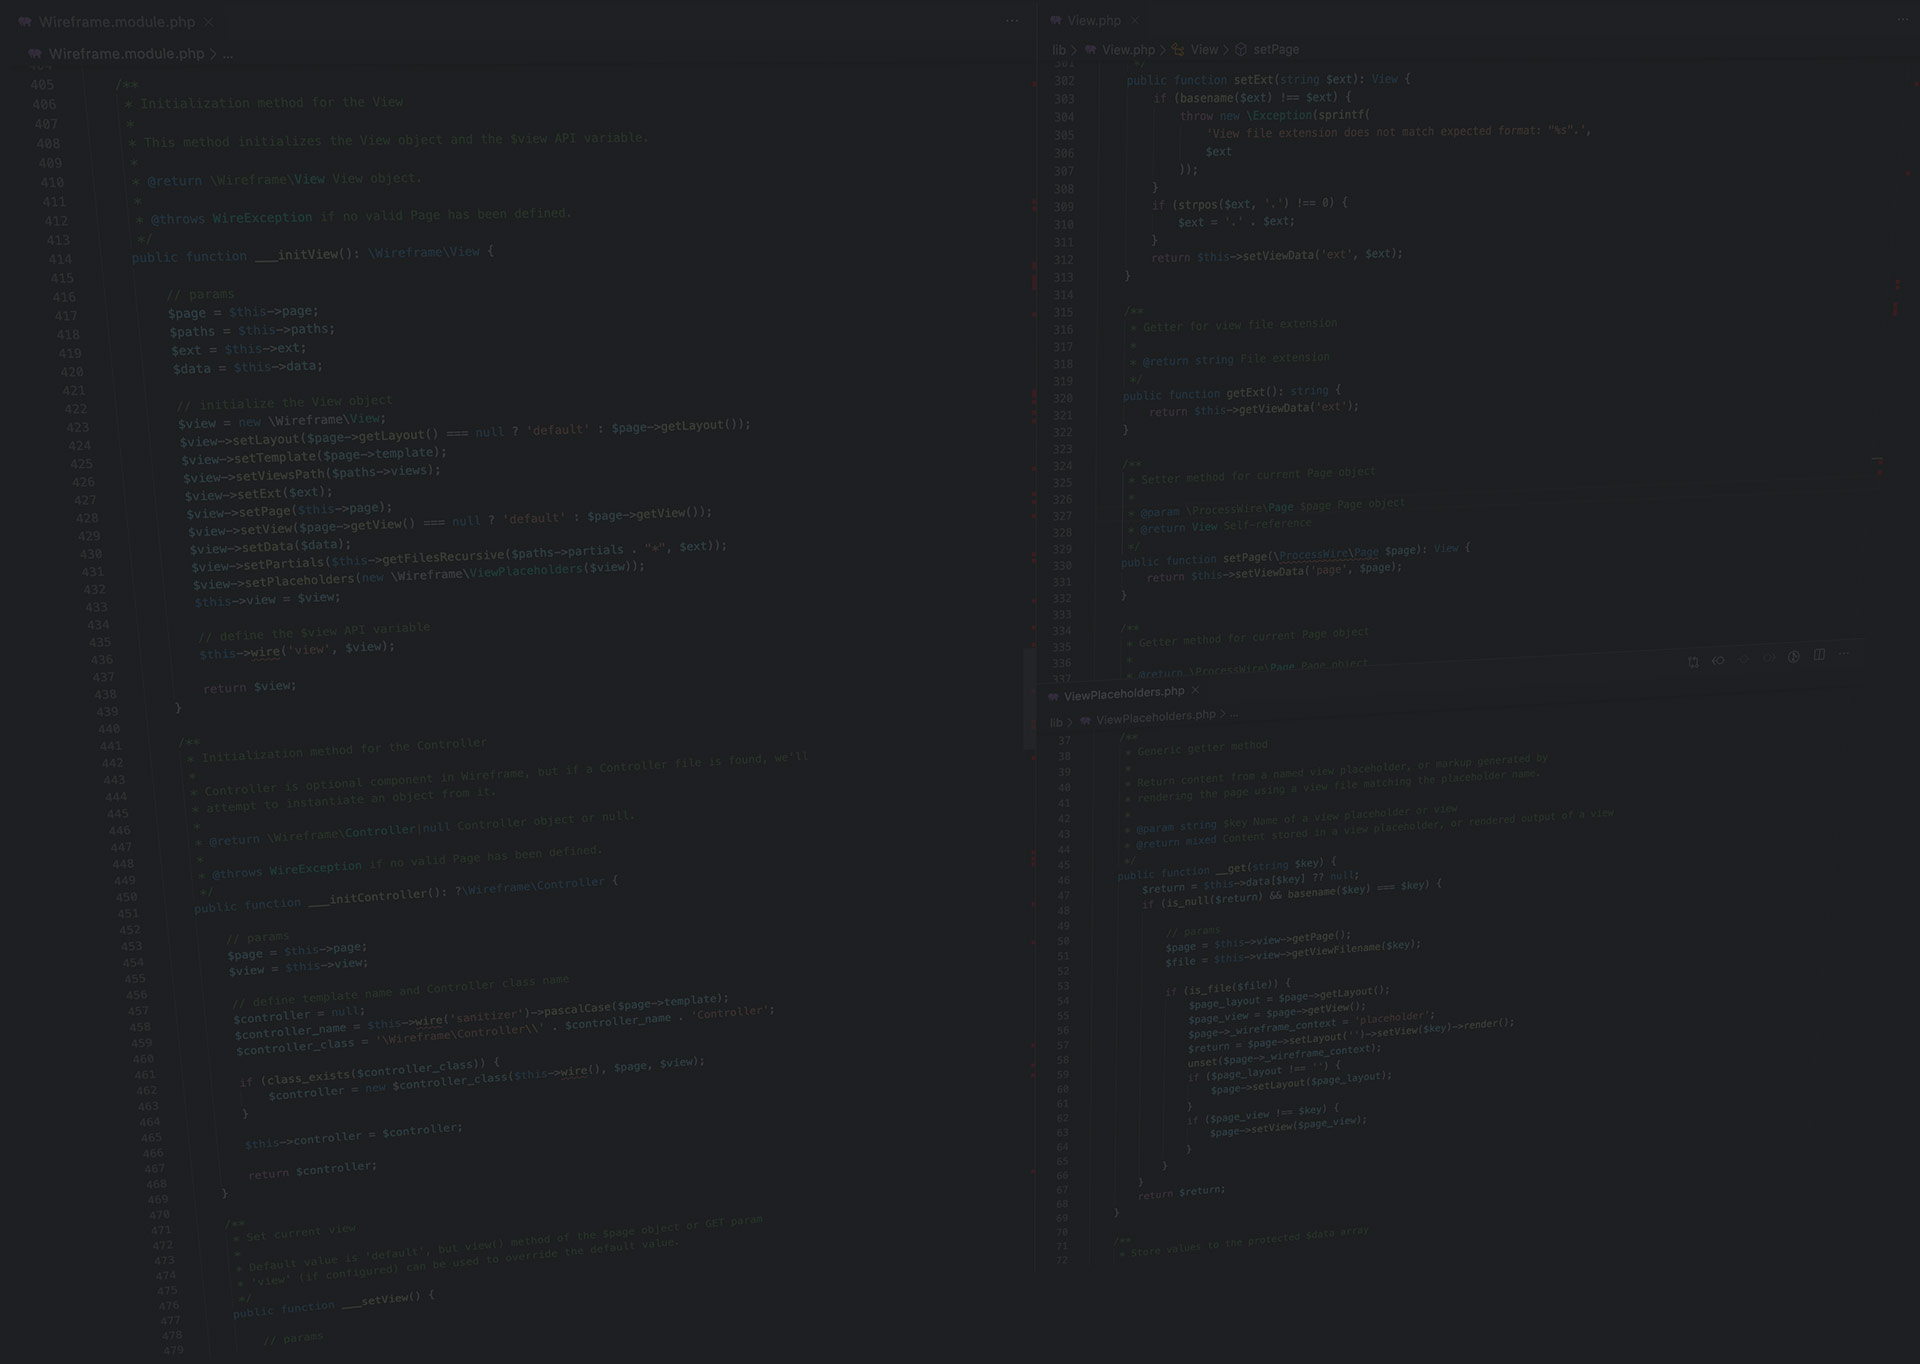 Wireframe.module.php ×
Wireframe.module.php > ...
404
405 /**
406 * Initialization method for the View
407 *
408 * This method initializes the View object and the $view API variable.
409 *
410 * @return \Wireframe\View View object.
411 *
412 * @throws WireException if no valid Page has been defined.
413 */
414 public function ___initView(): \Wireframe\View {
415
416 // params
417 $page = $this->page;
418 $paths = $this->paths;
419 $ext = $this->ext;
420 $data = $this->data;
421
422 // initialize the View object
423 $view = new \Wireframe\View;
424 $view->setLayout($page->getLayout() === null ? 'default' : $page->getLayout());
425 $view->setTemplate($page->template);
426 $view->setViewsPath($paths->views);
427 $view->setExt($ext);
428 $view->setPage($this->page);
429 $view->setView($page->getView() === null ? 'default' : $page->getView());
430 $view->setData($data);
431 $view->setPartials($this->getFilesRecursive($paths->partials . "*", $ext));
432 $view->setPlaceholders(new \Wireframe\ViewPlaceholders($view));
433 $this->view = $view;
434
435 // define the $view API variable
436 $this->wire('view', $view);
437
438 return $view;
439 }
440
441 /**
442 * Initialization method for the Controller
443 *
444 * Controller is optional component in Wireframe, but if a Controller file is found, we'll
445 * attempt to instantiate an object from it.
446 *
447 * @return \Wireframe\Controller|null Controller object or null.
448 *
449 * @throws WireException if no valid Page has been defined.
450 */
451 public function ___initController(): ?\Wireframe\Controller {
452
453 // params
454 $page = $this->page;
455 $view = $this->view;
456
457 // define template name and Controller class name
458 $controller = null;
459 $controller_name = $this->wire('sanitizer')->pascalCase($page->template);
460 $controller_class = '\Wireframe\Controller\\' . $controller_name . 'Controller';
461
462 if (class_exists($controller_class)) {
463 $controller = new $controller_class($this->wire(), $page, $view);
464 }
465
466 $this->controller = $controller;
467
468 return $controller;
469 }
470
471 /**
472 * Set current view
473 *
474 * Default value is 'default', but view() method of the $page object or GET param
475 * 'view' (if configured) can be used to override the default value.
476 */
477 public function ___setView() {
478
479 // params
View.php ×
lib > View.php > View > setPage
301 */
302 public function setExt(string $ext): View {
303 if (basename($ext) !== $ext) {
304 throw new \Exception(sprintf(
305 'View file extension does not match expected format: "%s".',
306 $ext
307 ));
308 }
309 if (strpos($ext, '.') !== 0) {
310 $ext = '.' . $ext;
311 }
312 return $this->setViewData('ext', $ext);
313 }
314
315 /**
316 * Getter for view file extension
317 *
318 * @return string File extension
319 */
320 public function getExt(): string {
321 return $this->getViewData('ext');
322 }
323
324 /**
325 * Setter method for current Page object
326 *
327 * @param \ProcessWire\Page $page Page object
328 * @return View Self-reference
329 */
330 public function setPage(\ProcessWire\Page $page): View {
331 return $this->setViewData('page', $page);
332 }
333
334 /**
335 * Getter method for current Page object
336 *
337 * @return \ProcessWire\Page Page object
ViewPlaceholders.php ×
lib > ViewPlaceholders.php > ...
37 /**
38 * Generic getter method
39 *
40 * Return content from a named view placeholder, or markup generated by
41 * rendering the page using a view file matching the placeholder name.
42 *
43 * @param string $key Name of a view placeholder or view
44 * @return mixed Content stored in a view placeholder, or rendered output of a view
45 */
46 public function __get(string $key) {
47 $return = $this->data[$key] ?? null;
48 if (is_null($return) && basename($key) === $key) {
49
50 // params
51 $page = $this->view->getPage();
52 $file = $this->view->getViewFilename($key);
53
54 if (is_file($file)) {
55 $page_layout = $page->getLayout();
56 $page_view = $page->getView();
57 $page->_wireframe_context = 'placeholder';
58 $return = $page->setLayout('')->setView($key)->render();
59 unset($page->_wireframe_context);
60 if ($page_layout !== '') {
61 $page->setLayout($page_layout);
62 }
63 if ($page_view !== $key) {
64 $page->setView($page_view);
65 }
66 }
67 }
68 return $return;
69 }
70
71 /**
72 * Store values to the protected $data array